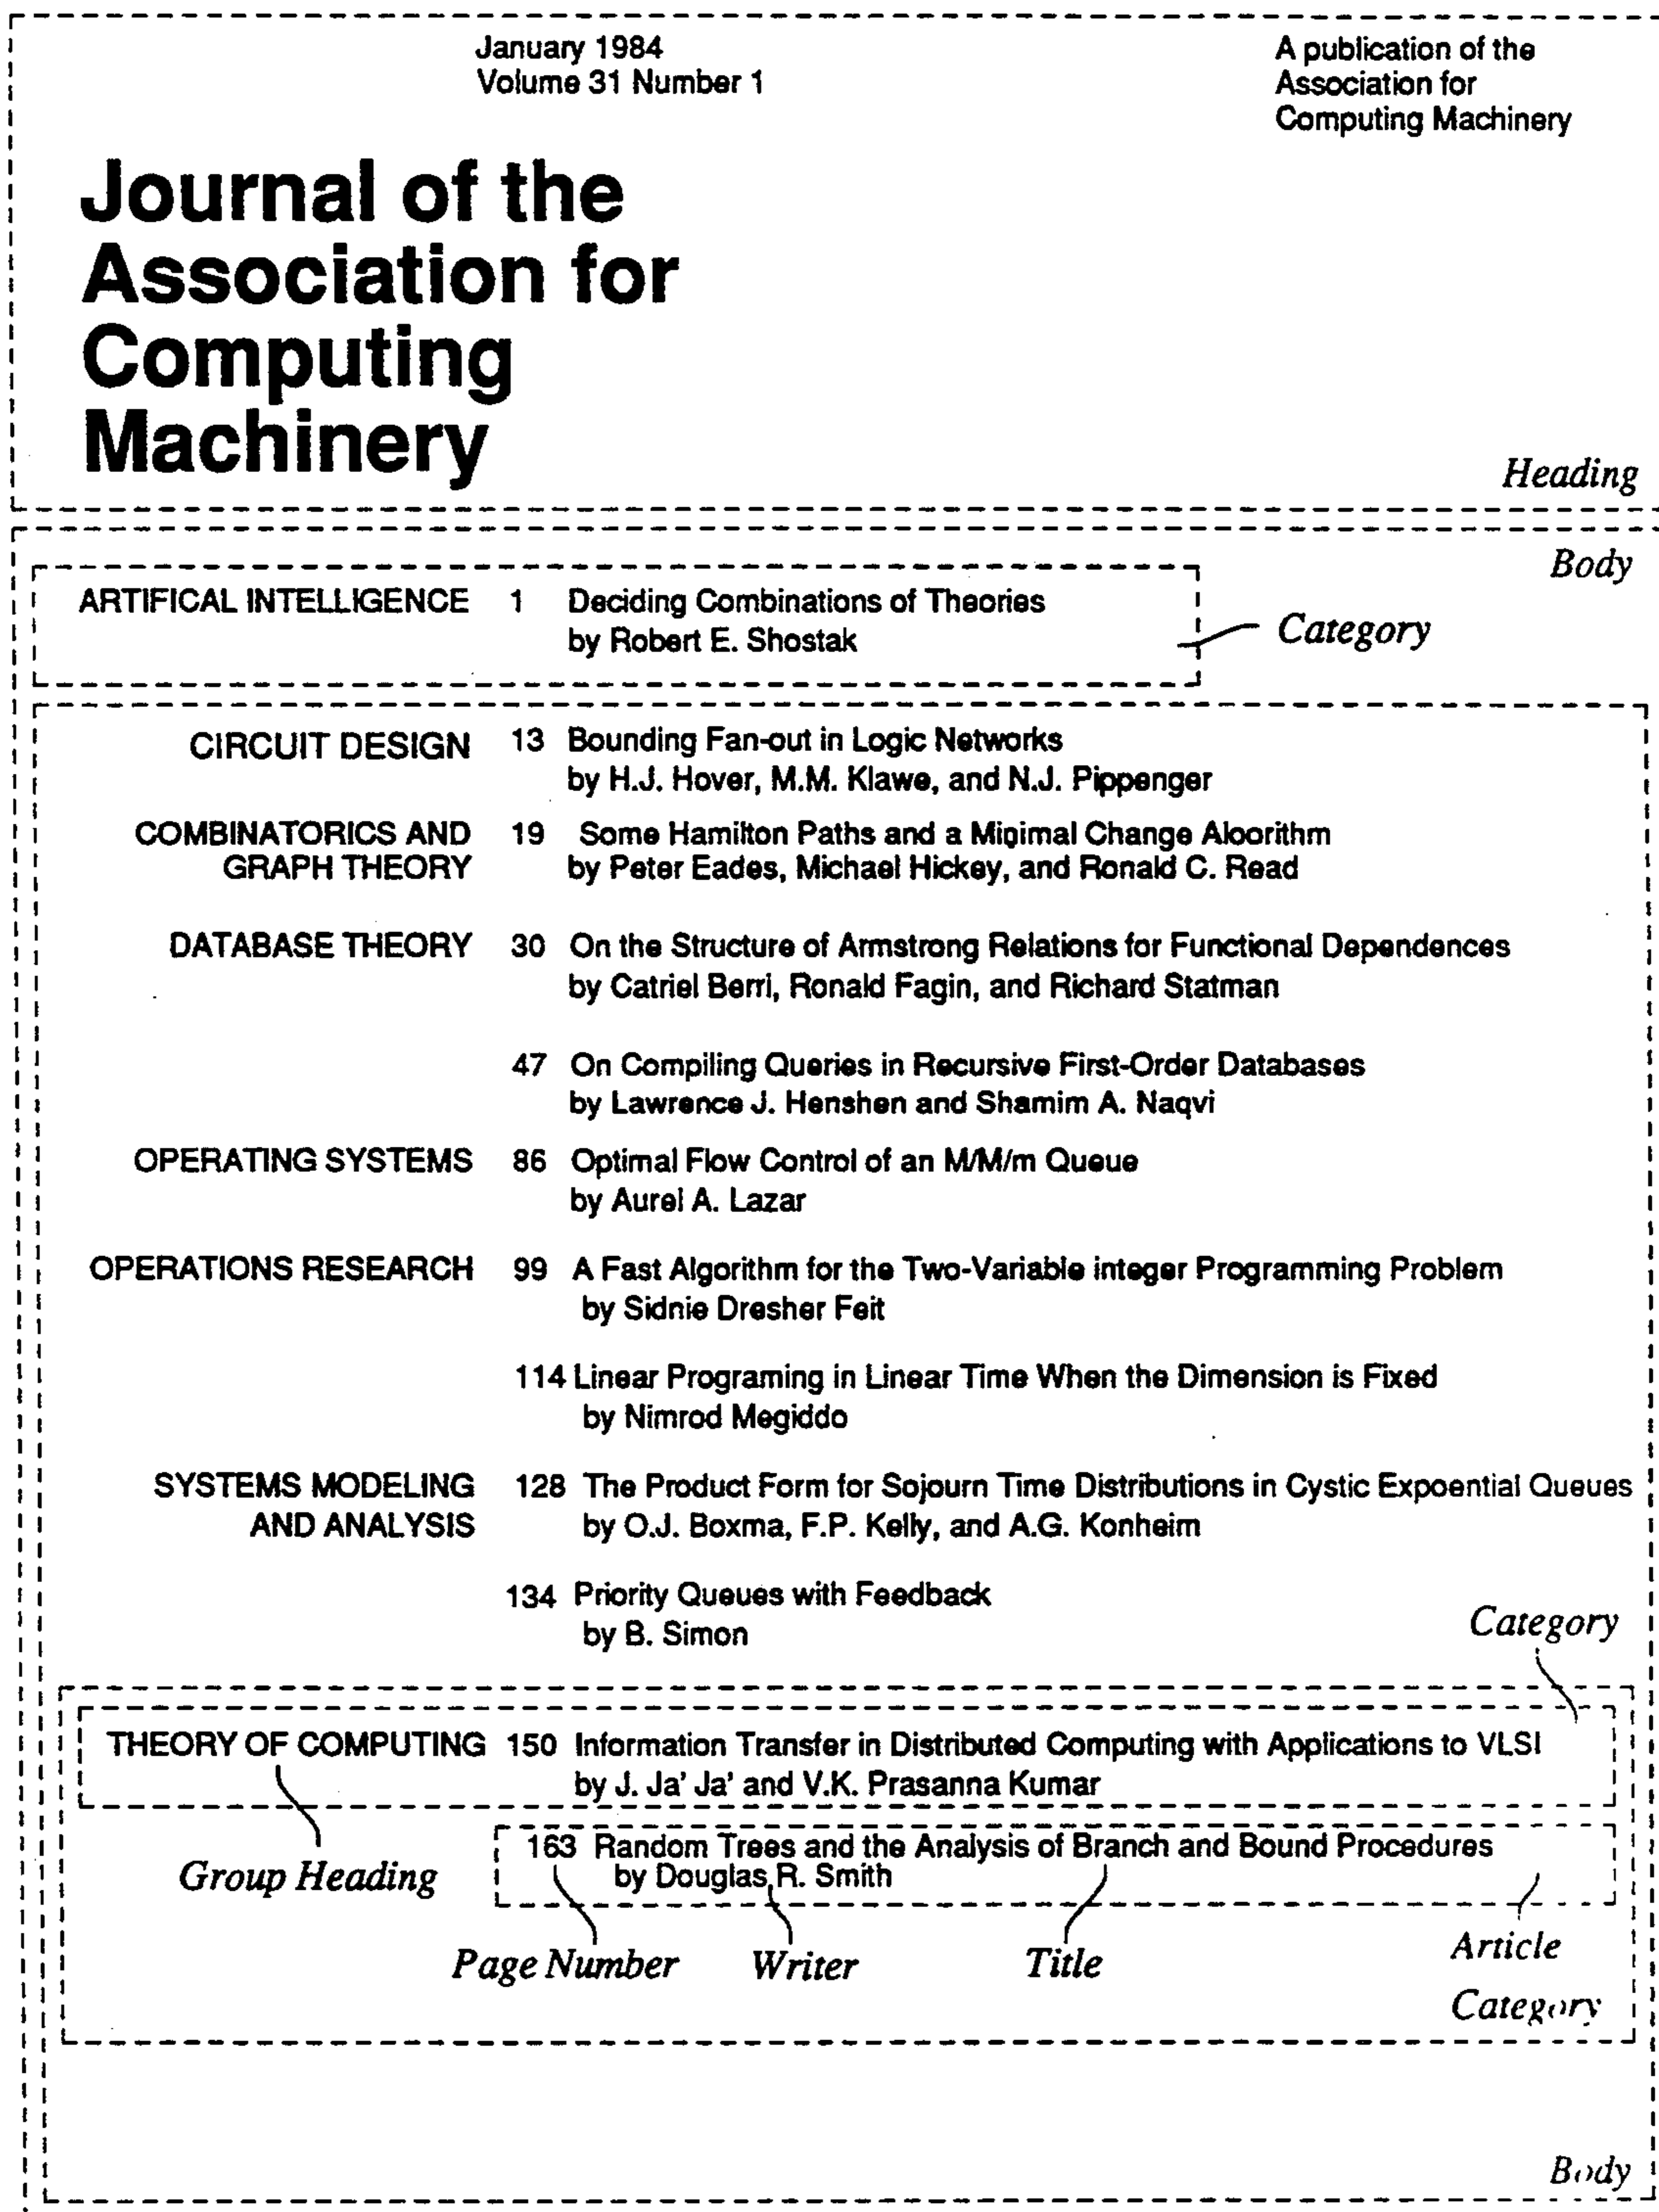 January 1984
Volume 31 Number 1
A publication of the
Association for
Computing Machinery
Journal of the
Association for
Computing
Machinery
Heading
Body
ARTIFICAL INTELLIGENCE 1 Deciding Combinations of Theories
by Robert E. Shostak
Category
CIRCUIT DESIGN 13 Bounding Fan-out in Logic Networks
by H.J. Hover, M.M. Klawe, and N.J. Pippenger
COMBINATORICS AND 19 Some Hamilton Paths and a Minimal Change Aloorithm
GRAPH THEORY by Peter Eades, Michael Hickey, and Ronald C. Read
DATABASE THEORY 30 On the Structure of Armstrong Relations for Functional Dependences
by Catriel Berri, Ronald Fagin, and Richard Statman
47 On Compiling Queries in Recursive First-Order Databases
by Lawrence J. Henshen and Shamim A. Naqvi
OPERATING SYSTEMS 86 Optimal Flow Control of an M/M/m Queue
by Aurel A. Lazar
OPERATIONS RESEARCH 99 A Fast Algorithm for the Two-Variable integer Programming Problem
by Sidnie Dresher Feit
114 Linear Programing in Linear Time When the Dimension is Fixed
by Nimrod Megiddo
SYSTEMS MODELING 128 The Product Form for Sojourn Time Distributions in Cystic Expoential Queues
AND ANALYSIS by O.J. Boxma, F.P. Kelly, and A.G. Konheim
134 Priority Queues with Feedback
by B. Simon
Category
THEORY OF COMPUTING 150 Information Transfer in Distributed Computing with Applications to VLSI
by J. Ja' Ja' and V.K. Prasanna Kumar
163 Random Trees and the Analysis of Branch and Bound Procedures
by Douglas R. Smith
Group Heading
Page Number Writer Title
Article
Category
Body